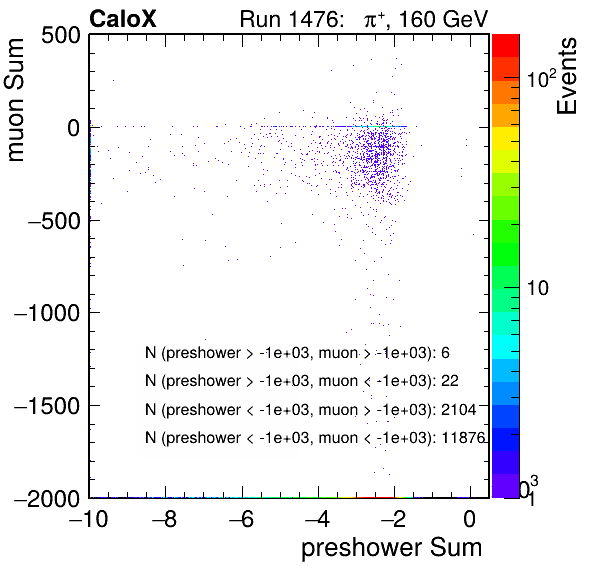 CaloX Run 1476: π⁺, 160 GeV
muon Sum
500
0
−500
−1000
−1500
−2000
−10 −8 −6 −4 −2 0
preshower Sum
N (preshower > -1e+03, muon > -1e+03): 6
N (preshower > -1e+03, muon < -1e+03): 22
N (preshower < -1e+03, muon > -1e+03): 2104
N (preshower < -1e+03, muon < -1e+03): 11876
Events
10²
10
1